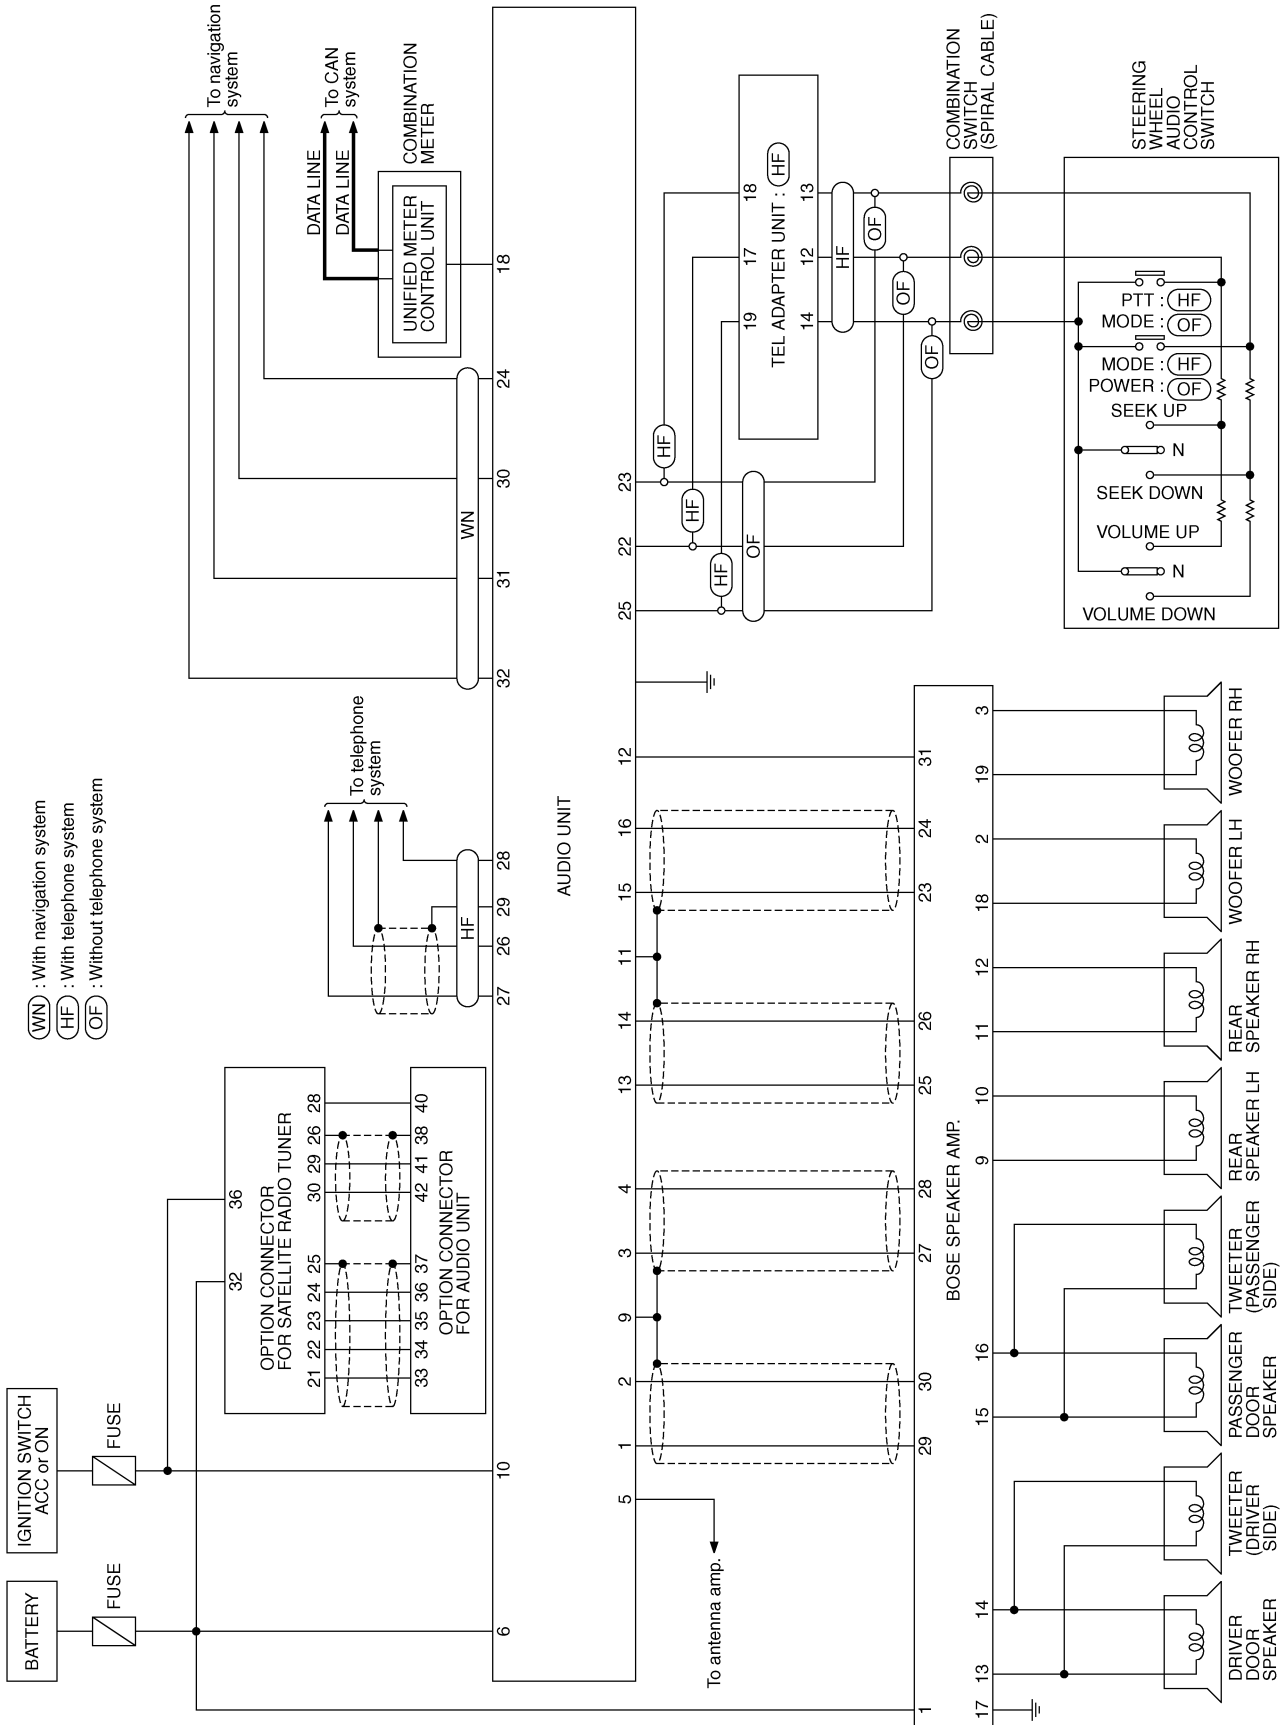 BATTERY
FUSE
IGNITION SWITCH
ACC or ON
FUSE
WN : With navigation system
HF : With telephone system
OF : Without telephone system
OPTION CONNECTOR
FOR SATELLITE RADIO TUNER
32
36
21
22
23
24
25
30
29
26
28
33
34
35
36
37
42
41
38
40
OPTION CONNECTOR
FOR AUDIO UNIT
To telephone
system
HF
To navigation
system
WN
To CAN
system
DATA LINE
DATA LINE
COMBINATION
METER
UNIFIED METER
CONTROL UNIT
6
10
27
26
29
28
32
31
30
24
18
AUDIO UNIT
5
1
2
9
3
4
13
14
11
15
16
12
25
22
23
To antenna amp.
HF
HF
HF
OF
19
17
18
TEL ADAPTER UNIT : HF
14
12
13
HF
OF
OF
OF
COMBINATION
SWITCH
(SPIRAL CABLE)
STEERING
WHEEL
AUDIO
CONTROL
SWITCH
PTT : HF
MODE : OF
MODE : HF
POWER : OF
SEEK UP
N
SEEK DOWN
VOLUME UP
N
VOLUME DOWN
1
29
30
27
28
25
26
23
24
31
BOSE SPEAKER AMP.
17
13
14
15
16
9
10
11
12
18
2
19
3
DRIVER
DOOR
SPEAKER
TWEETER
(DRIVER
SIDE)
PASSENGER
DOOR
SPEAKER
TWEETER
(PASSENGER
SIDE)
REAR
SPEAKER LH
REAR
SPEAKER RH
WOOFER LH
WOOFER RH